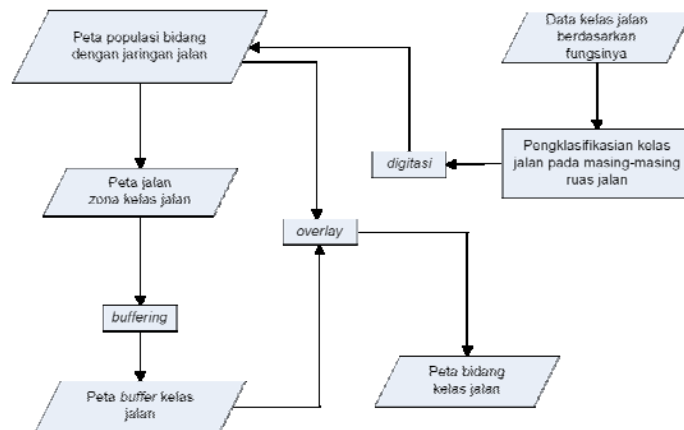 Peta populasi bidang
dengan jaringan jalan
Data kelas jalan
berdasarkan
fungsinya
digitasi
Pengklasifikasian kelas
jalan pada masing-masing
ruas jalan
Peta jalan
zona kelas jalan
overlay
buffering
Peta buffer kelas
jalan
Peta bidang
kelas jalan